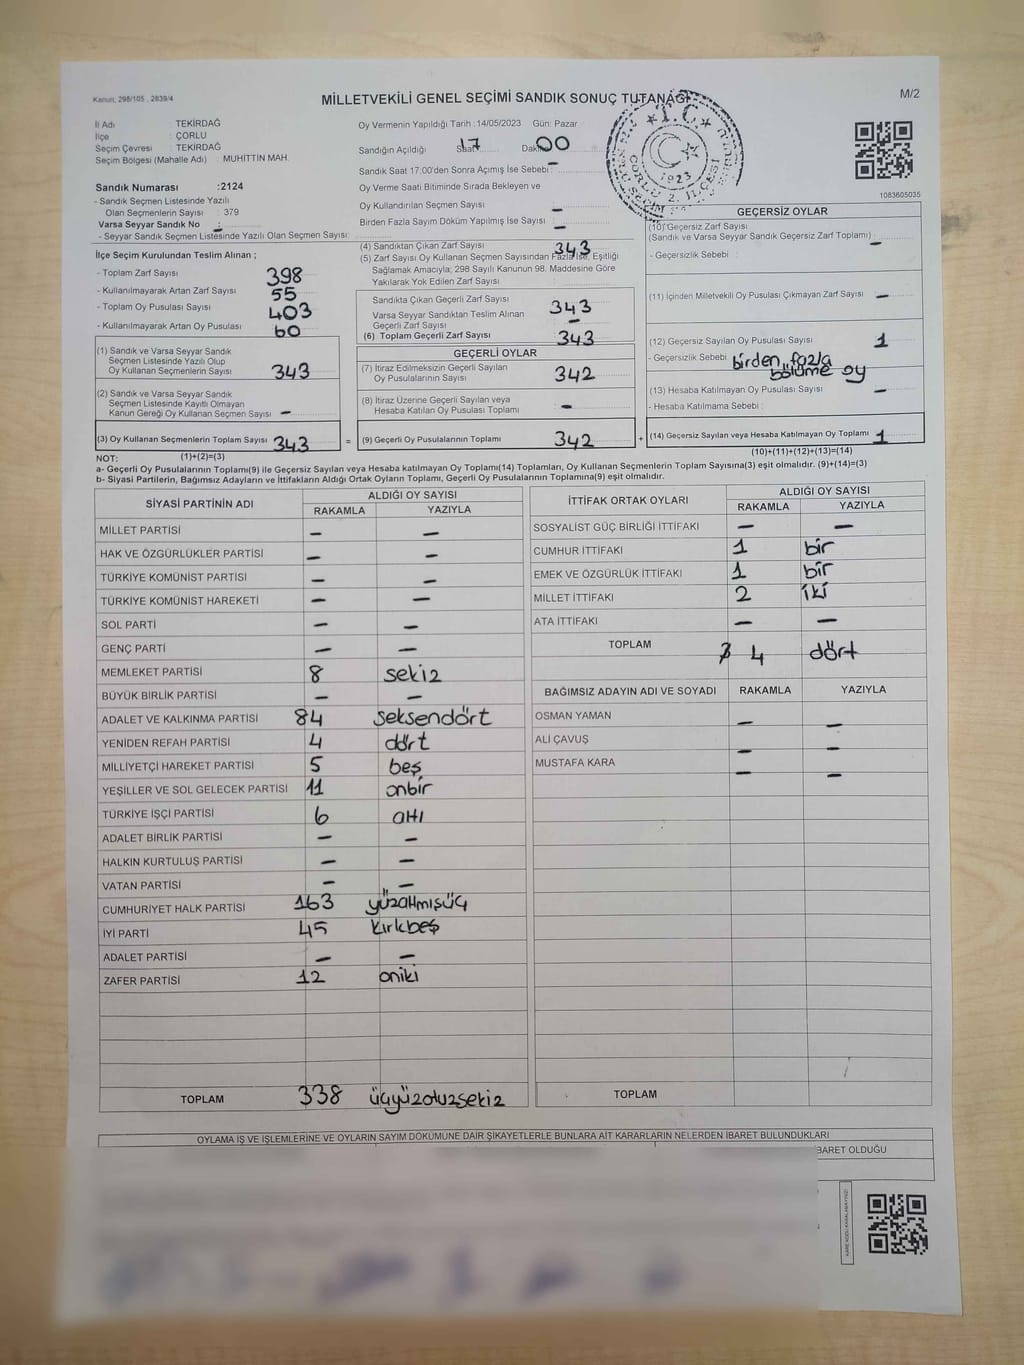 Kanun; 298/105 , 2839/4
MİLLETVEKİLİ GENEL SEÇİMİ SANDIK SONUÇ TUTANAĞI
M/2
İl Adı : TEKİRDAĞ
İlçe : ÇORLU
Seçim Çevresi : TEKİRDAĞ
Seçim Bölgesi (Mahalle Adı) : MUHİTTİN MAH.
Sandık Numarası :2124
- Sandık Seçmen Listesinde Yazılı
Olan Seçmenlerin Sayısı : 379
Varsa Seyyar Sandık No : -
- Seyyar Sandık Seçmen Listesinde Yazılı Olan Seçmen Sayısı:
İlçe Seçim Kurulundan Teslim Alınan ;
- Toplam Zarf Sayısı 398
- Kullanılmayarak Artan Zarf Sayısı 55
- Toplam Oy Pusulası 403
- Kullanılmayarak Artan Oy Pusulası 60
(1) Sandık ve Varsa Seyyar Sandık
Seçmen Listesinde Yazılı Olup
Oy Kullanan Seçmenlerin Sayısı 343
(2) Sandık ve Varsa Seyyar Sandık
Seçmen Listesinde Kayıtlı Olmayan
Kanun Gereği Oy Kullanan Seçmen Sayısı -
(3) Oy Kullanan Seçmenlerin Toplam Sayısı 343 =
Oy Vermenin Yapıldığı Tarih :14/05/2023 Gün: Pazar
Sandığın Açıldığı Saat 17 Dakika 00
Sandık Saat 17:00'den Sonra Açımış İse Sebebi : -
Oy Verme Saati Bitiminde Sırada Bekleyen ve
Oy Kullandırılan Seçmen Sayısı -
Birden Fazla Sayım Döküm Yapılmış İse Sayısı -
(4) Sandıktan Çıkan Zarf Sayısı 343
(5) Zarf Sayısı Oy Kullanan Seçmen Sayısından Fazla İse, Eşitliği
Sağlamak Amacıyla; 298 Sayılı Kanunun 98. Maddesine Göre
Yakılarak Yok Edilen Zarf Sayısı
Sandıkta Çıkan Geçerli Zarf Sayısı 343
Varsa Seyyar Sandıktan Teslim Alınan
Geçerli Zarf Sayısı -
(6) Toplam Geçerli Zarf Sayısı 343
GEÇERLİ OYLAR
(7) İtiraz Edilmeksizin Geçerli Sayılan
Oy Pusulalarının Sayısı 342
(8) İtiraz Üzerine Geçerli Sayılan veya
Hesaba Katılan Oy Pusulası Toplamı -
(9) Geçerli Oy Pusulalarının Toplamı 342 +
T.C.
1923
ÇORLU 2. İLÇESİ
1083605035
GEÇERSİZ OYLAR
(10) Geçersiz Zarf Sayısı
(Sandık ve Varsa Seyyar Sandık Geçersiz Zarf Toplamı) : -
- Geçersizlik Sebebi :
(11) İçinden Milletvekili Oy Pusulası Çıkmayan Zarf Sayısı -
(12) Geçersiz Sayılan Oy Pusulası Sayısı 1
- Geçersizlik Sebebi birden fazla
bölüme oy
(13) Hesaba Katılmayan Oy Pusulası Sayısı -
- Hesaba Katılmama Sebebi :
(14) Geçersiz Sayılan veya Hesaba Katılmayan Oy Toplamı 1
NOT: (1)+(2)=(3) (10)+(11)+(12)+(13)=(14)
a- Geçerli Oy Pusulalarının Toplamı(9) ile Geçersiz Sayılan veya Hesaba katılmayan Oy Toplamı(14) Toplamları, Oy Kullanan Seçmenlerin Toplam Sayısına(3) eşit olmalıdır. (9)+(14)=(3)
b- Siyasi Partilerin, Bağımsız Adayların ve İttifakların Aldığı Ortak Oyların Toplamı, Geçerli Oy Pusulalarının Toplamına(9) eşit olmalıdır.
SİYASİ PARTİNİN ADI ALDIĞI OY SAYISI
RAKAMLA YAZIYLA
MİLLET PARTİSİ - -
HAK VE ÖZGÜRLÜKLER PARTİSİ - -
TÜRKİYE KOMÜNİST PARTİSİ - -
TÜRKİYE KOMÜNİST HAREKETİ - -
SOL PARTİ - -
GENÇ PARTİ - -
MEMLEKET PARTİSİ 8 sekiz
BÜYÜK BİRLİK PARTİSİ - -
ADALET VE KALKINMA PARTİSİ 84 seksendört
YENİDEN REFAH PARTİSİ 4 dört
MİLLİYETÇİ HAREKET PARTİSİ 5 beş
YEŞİLLER VE SOL GELECEK PARTİSİ 11 onbir
TÜRKİYE İŞÇİ PARTİSİ 6 altı
ADALET BİRLİK PARTİSİ - -
HALKIN KURTULUŞ PARTİSİ - -
VATAN PARTİSİ - -
CUMHURİYET HALK PARTİSİ 163 yüzaltmışüç
İYİ PARTİ 45 kırkbeş
ADALET PARTİSİ - -
ZAFER PARTİSİ 12 oniki
TOPLAM 338 üçyüzotuzsekiz
İTTİFAK ORTAK OYLARI ALDIĞI OY SAYISI
RAKAMLA YAZIYLA
SOSYALİST GÜÇ BİRLİĞİ İTTİFAKI - -
CUMHUR İTTİFAKI 1 bir
EMEK VE ÖZGÜRLÜK İTTİFAKI 1 bir
MİLLET İTTİFAKI 2 iki
ATA İTTİFAKI - -
TOPLAM 4 dört
BAĞIMSIZ ADAYIN ADI VE SOYADI RAKAMLA YAZIYLA
OSMAN YAMAN - -
ALİ ÇAVUŞ - -
MUSTAFA KARA - -
TOPLAM
OYLAMA İŞ VE İŞLEMLERİNE VE OYLARIN SAYIM DÖKÜMÜNE DAİR ŞİKAYETLERLE BUNLARA AİT KARARLARIN NELERDEN İBARET BULUNDUKLARI
İBARET OLDUĞU